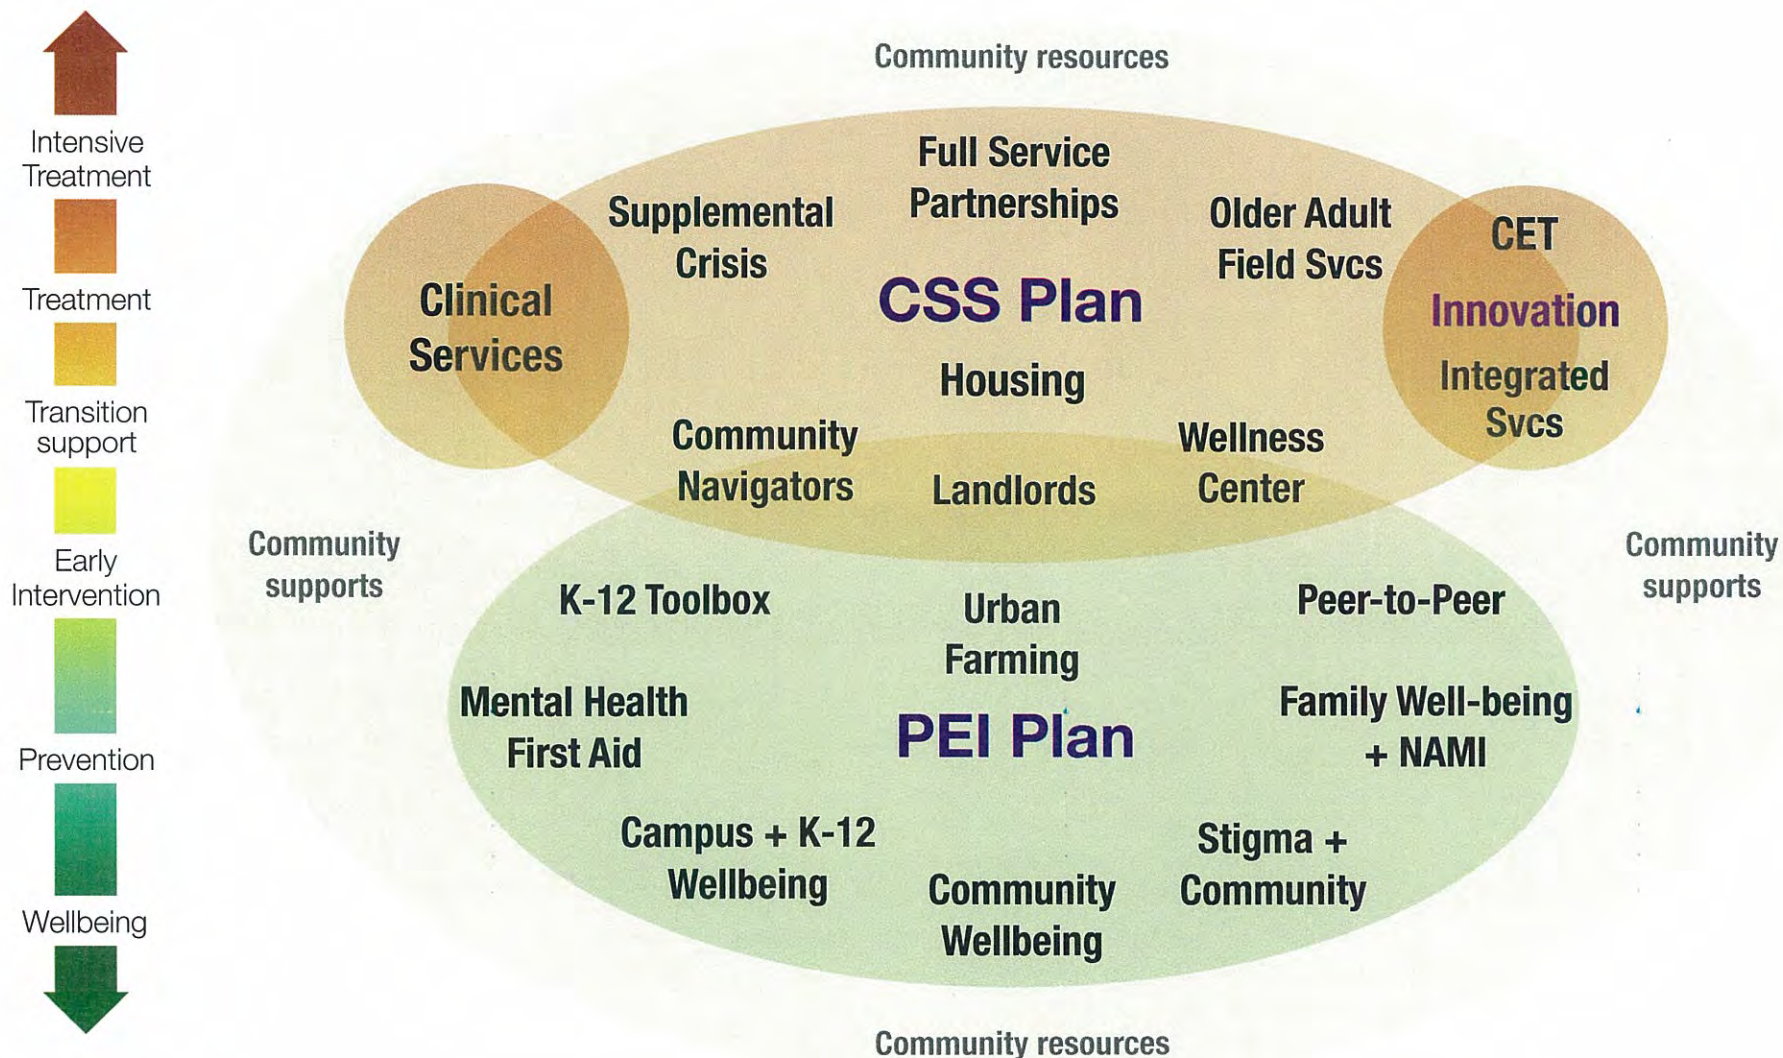 Intensive
Treatment
Treatment
Transition
support
Early
Intervention
Prevention
Wellbeing
Community resources
Full Service
Partnerships
Supplemental
Crisis
Older Adult
Field Svcs
CET
Clinical
Services
CSS Plan
Innovation
Housing
Integrated
Svcs
Community
Navigators
Landlords
Wellness
Center
Community
supports
Community
supports
K-12 Toolbox
Urban
Farming
Peer-to-Peer
Mental Health
First Aid
PEI Plan
Family Well-being
+ NAMI
Campus + K-12
Wellbeing
Community
Wellbeing
Stigma +
Community
Community resources